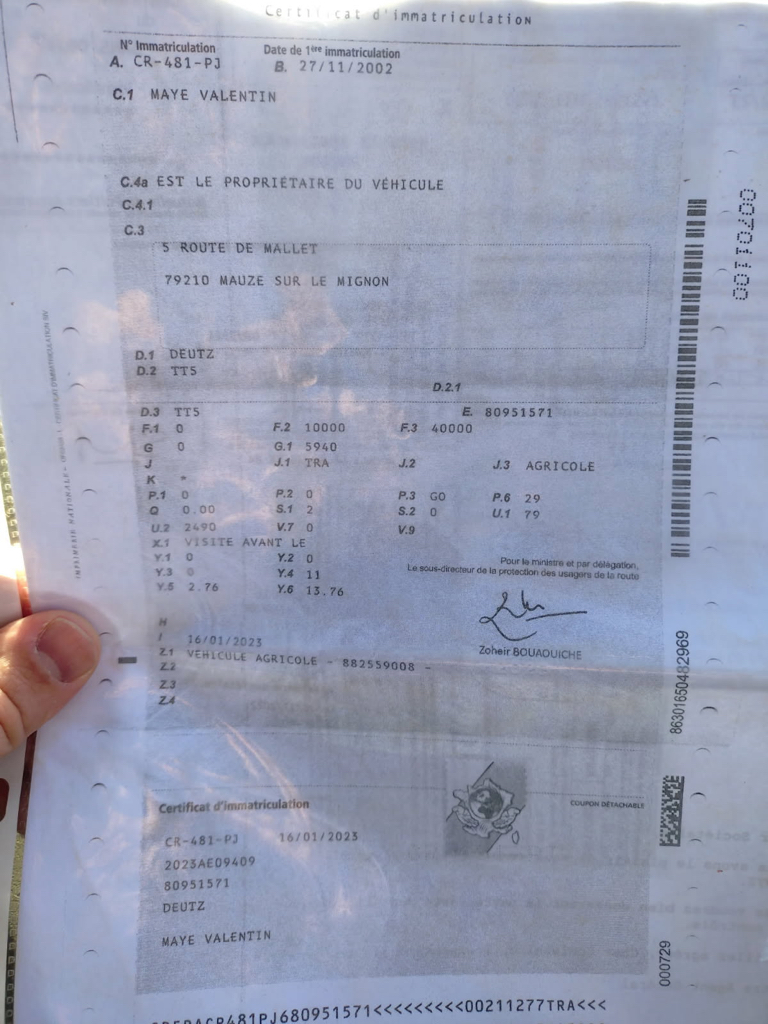 Certificat d'immatriculation
N° Immatriculation Date de 1ère immatriculation
A. CR-481-PJ B. 27/11/2002
C.1 MAYE VALENTIN
C.4a EST LE PROPRIÉTAIRE DU VÉHICULE
C.4.1
C.3
5 ROUTE DE MALLET
79210 MAUZE SUR LE MIGNON
D.1 DEUTZ
D.2 TT5
D.2.1
D.3 TT5 E. 80951571
F.1 0 F.2 10000 F.3 40000
G 0 G.1 5940
J J.1 TRA J.2 J.3 AGRICOLE
K *
P.1 0 P.2 0 P.3 GO P.6 29
Q 0.00 S.1 2 S.2 0 U.1 79
U.2 2490 V.7 0 V.9
X.1 VISITE AVANT LE
Y.1 0 Y.2 0
Y.3 0 Y.4 11
Y.5 2.76 Y.6 13.76
Pour le ministre et par délégation,
Le sous-directeur de la protection des usagers de la route
Zoheir BOUAOUICHE
H
I 16/01/2023
Z.1 VEHICULE AGRICOLE - 882559008 -
Z.2
Z.3
Z.4
Certificat d'immatriculation COUPON DÉTACHABLE
CR-481-PJ 16/01/2023
2023AE09409
80951571
DEUTZ
MAYE VALENTIN
CR481PJ680951571<<<<<<<<<00211277TRA<<<
86301650482969
000729
IMPRIMERIE NATIONALE